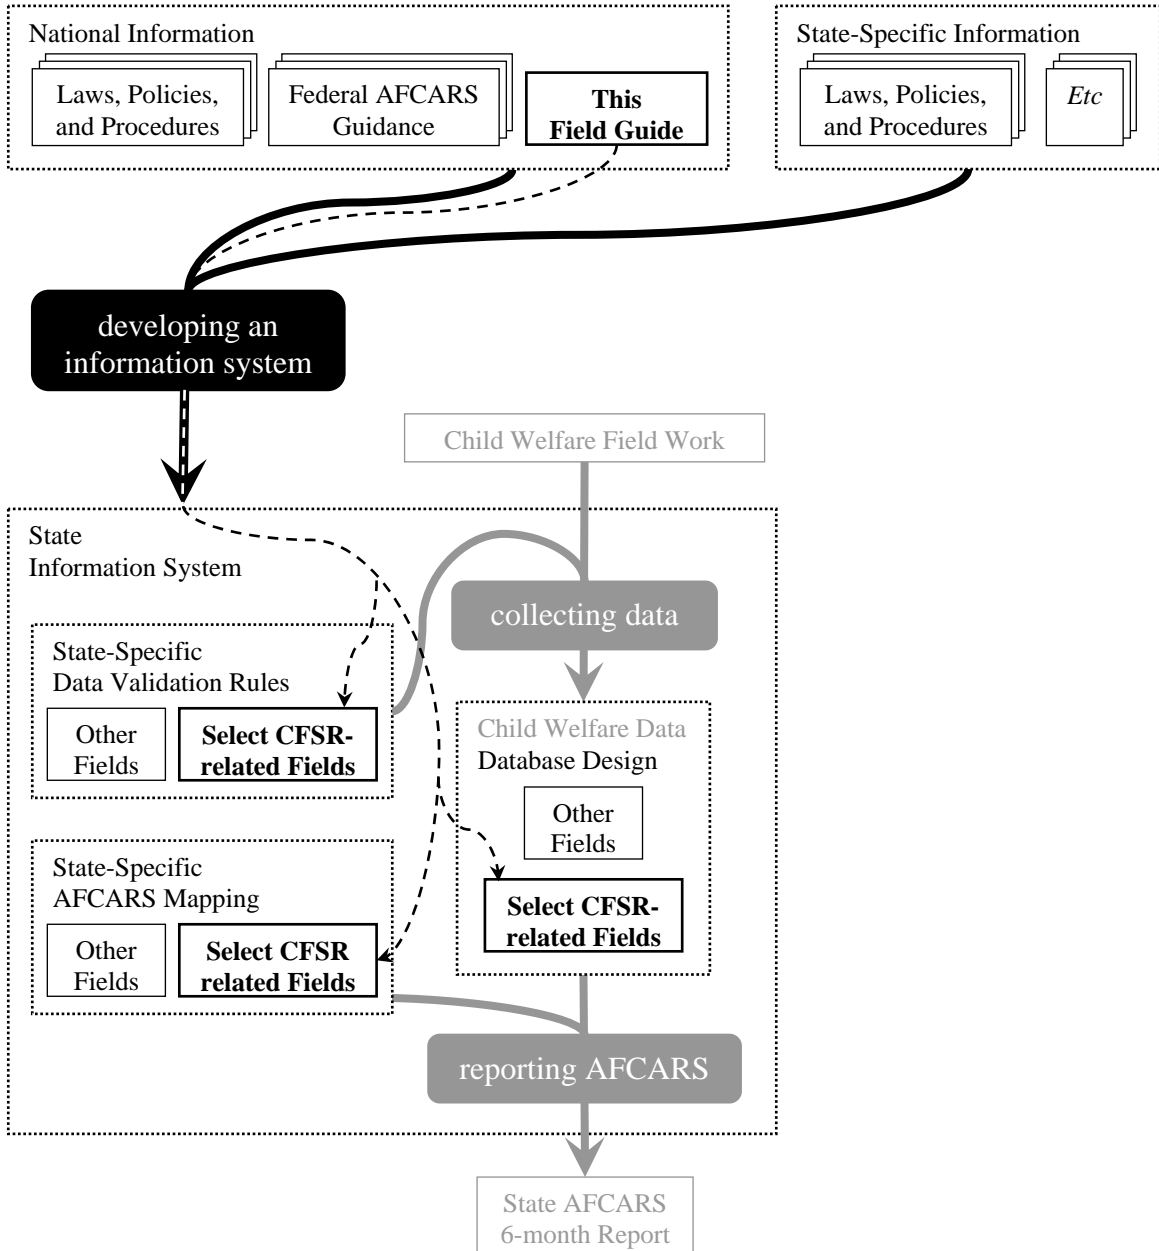 National Information
Laws, Policies,
and Procedures
Federal AFCARS
Guidance
This
Field Guide
State-Specific Information
Laws, Policies,
and Procedures
Etc
developing an
information system
Child Welfare Field Work
State
Information System
collecting data
State-Specific
Data Validation Rules
Other
Fields
Select CFSR-
related Fields
Child Welfare Data
Database Design
Other
Fields
Select CFSR-
related Fields
State-Specific
AFCARS Mapping
Other
Fields
Select CFSR
related Fields
reporting AFCARS
State AFCARS
6-month Report